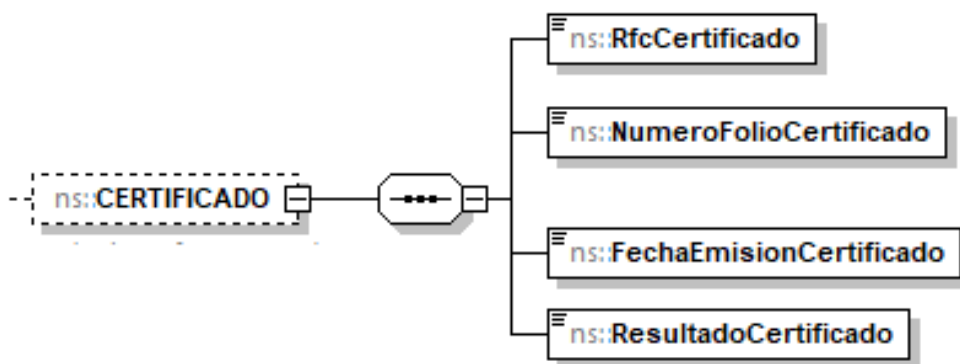 ns::RfcCertificado
ns::NumeroFolioCertificado
ns::CERTIFICADO
ns::FechaEmisionCertificado
ns::ResultadoCertificado